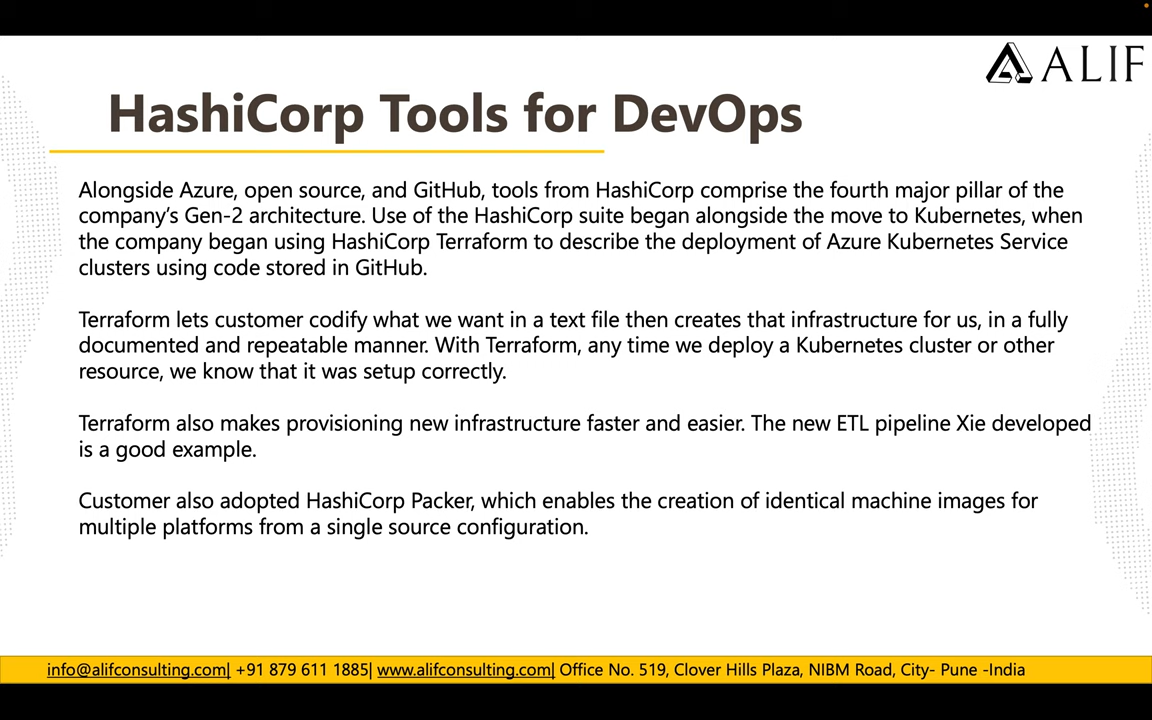 ALIF
HashiCorp Tools for DevOps
Alongside Azure, open source, and GitHub, tools from HashiCorp comprise the fourth major pillar of the
company’s Gen-2 architecture. Use of the HashiCorp suite began alongside the move to Kubernetes, when
the company began using HashiCorp Terraform to describe the deployment of Azure Kubernetes Service
clusters using code stored in GitHub.
Terraform lets customer codify what we want in a text file then creates that infrastructure for us, in a fully
documented and repeatable manner. With Terraform, any time we deploy a Kubernetes cluster or other
resource, we know that it was setup correctly.
Terraform also makes provisioning new infrastructure faster and easier. The new ETL pipeline Xie developed
is a good example.
Customer also adopted HashiCorp Packer, which enables the creation of identical machine images for
multiple platforms from a single source configuration.
info@alifconsulting.com| +91 879 611 1885| www.alifconsulting.com| Office No. 519, Clover Hills Plaza, NIBM Road, City- Pune -India